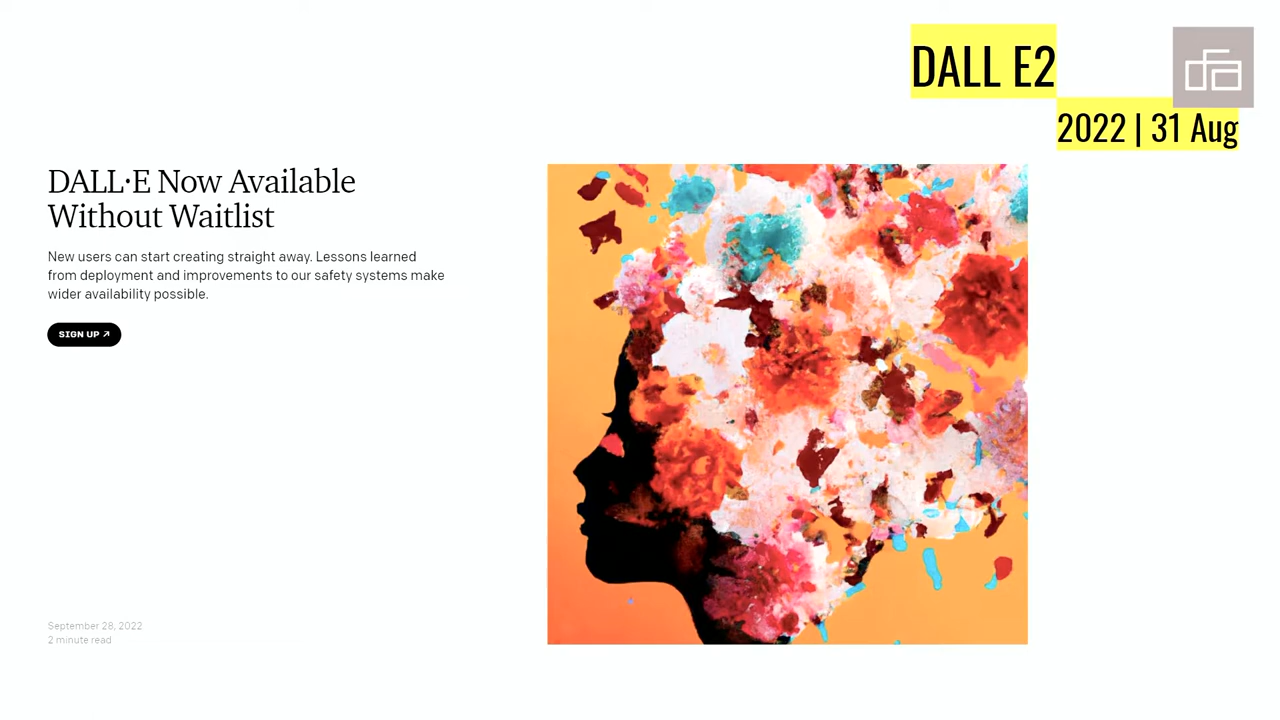 DALL E2
2022 | 31 Aug
dfa
DALL·E Now Available
Without Waitlist
New users can start creating straight away. Lessons learned
from deployment and improvements to our safety systems make
wider availability possible.
SIGN UP ↗
September 28, 2022
2 minute read